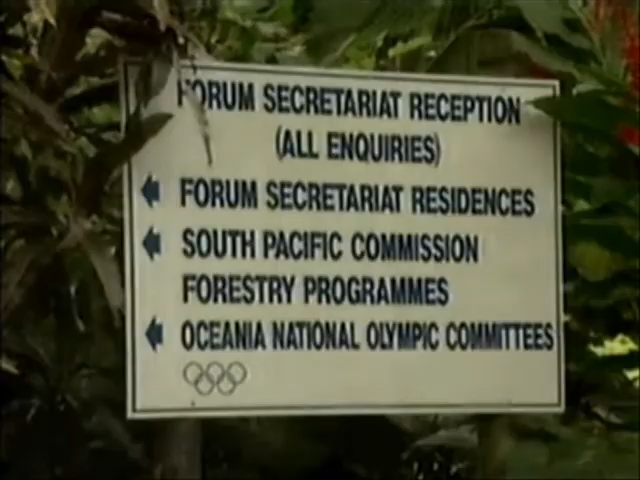 FORUM SECRETARIAT RECEPTION
(ALL ENQUIRIES)
FORUM SECRETARIAT RESIDENCES
SOUTH PACIFIC COMMISSION
FORESTRY PROGRAMMES
OCEANIA NATIONAL OLYMPIC COMMITTEES